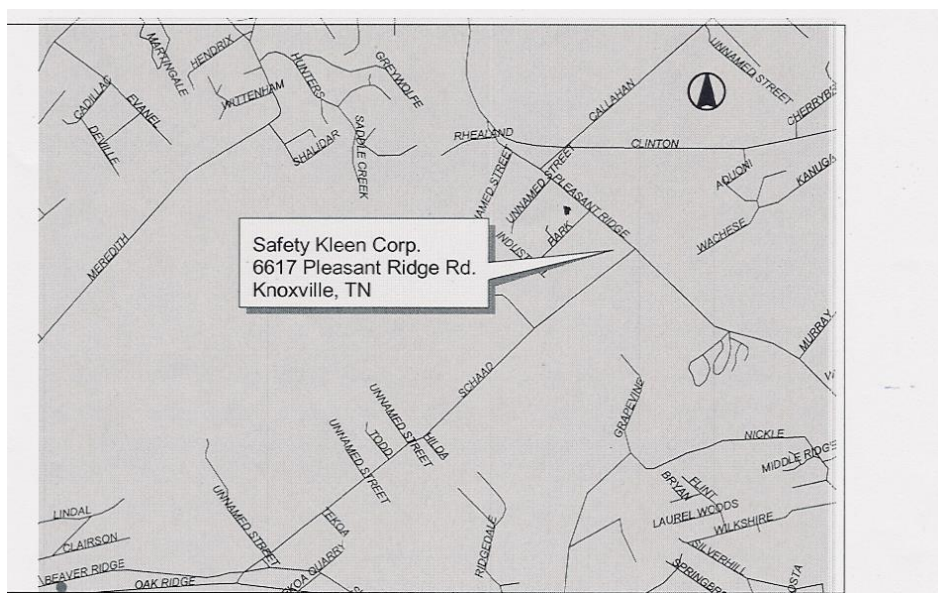 MARTINGALE
HENDRIX
HUNTERS
GREYWOLFE
UNNAMED STREET
CADILLAC
EVANEL
WITTENHAM
CALLAHAN
DEVILLE
SHALIDAR
SADDLE CREEK
RHEALAND
CLINTON
UNNAMED STREET
PLEASANT RIDGE
AQUONI
KANUGA
WACHESE
PARK
MEREDITH
Safety Kleen Corp.
6617 Pleasant Ridge Rd.
Knoxville, TN
MURRAY
SCHAAD
GRAPEVINE
UNNAMED STREET
TODD
HILDA
UNNAMED STREET
NICKLE
MIDDLE RIDGE
BRYAN
FLINT
LAUREL WOODS
WILKSHIRE
UNNAMED STREET
LINDAL
CLAIRSON
TEKOA
RIDGEDALE
SILVERHILL
BEAVER RIDGE
OAK RIDGE
QUARRY